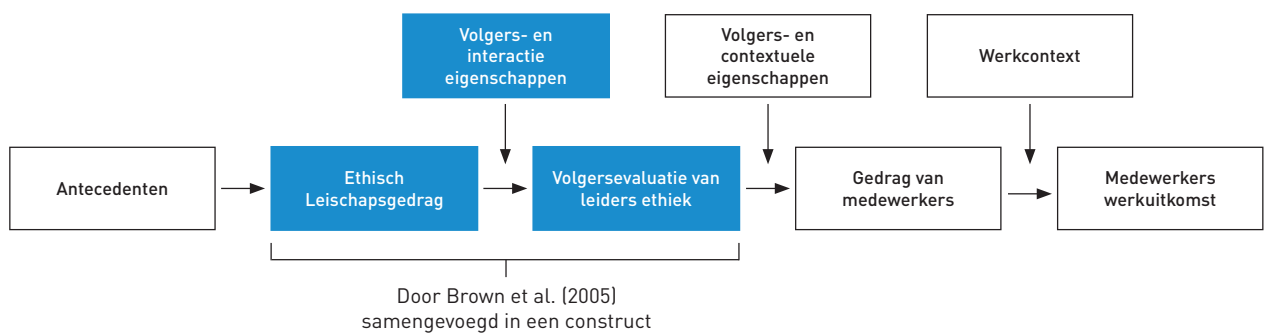 Volgers- en
interactie
eigenschappen
Volgers- en
contextuele
eigenschappen
Werkcontext
Antecedenten
Ethisch
Leischapsgedrag
Volgersevaluatie van
leiders ethiek
Gedrag van
medewerkers
Medewerkers
werkuitkomst
Door Brown et al. (2005)
samengevoegd in een construct